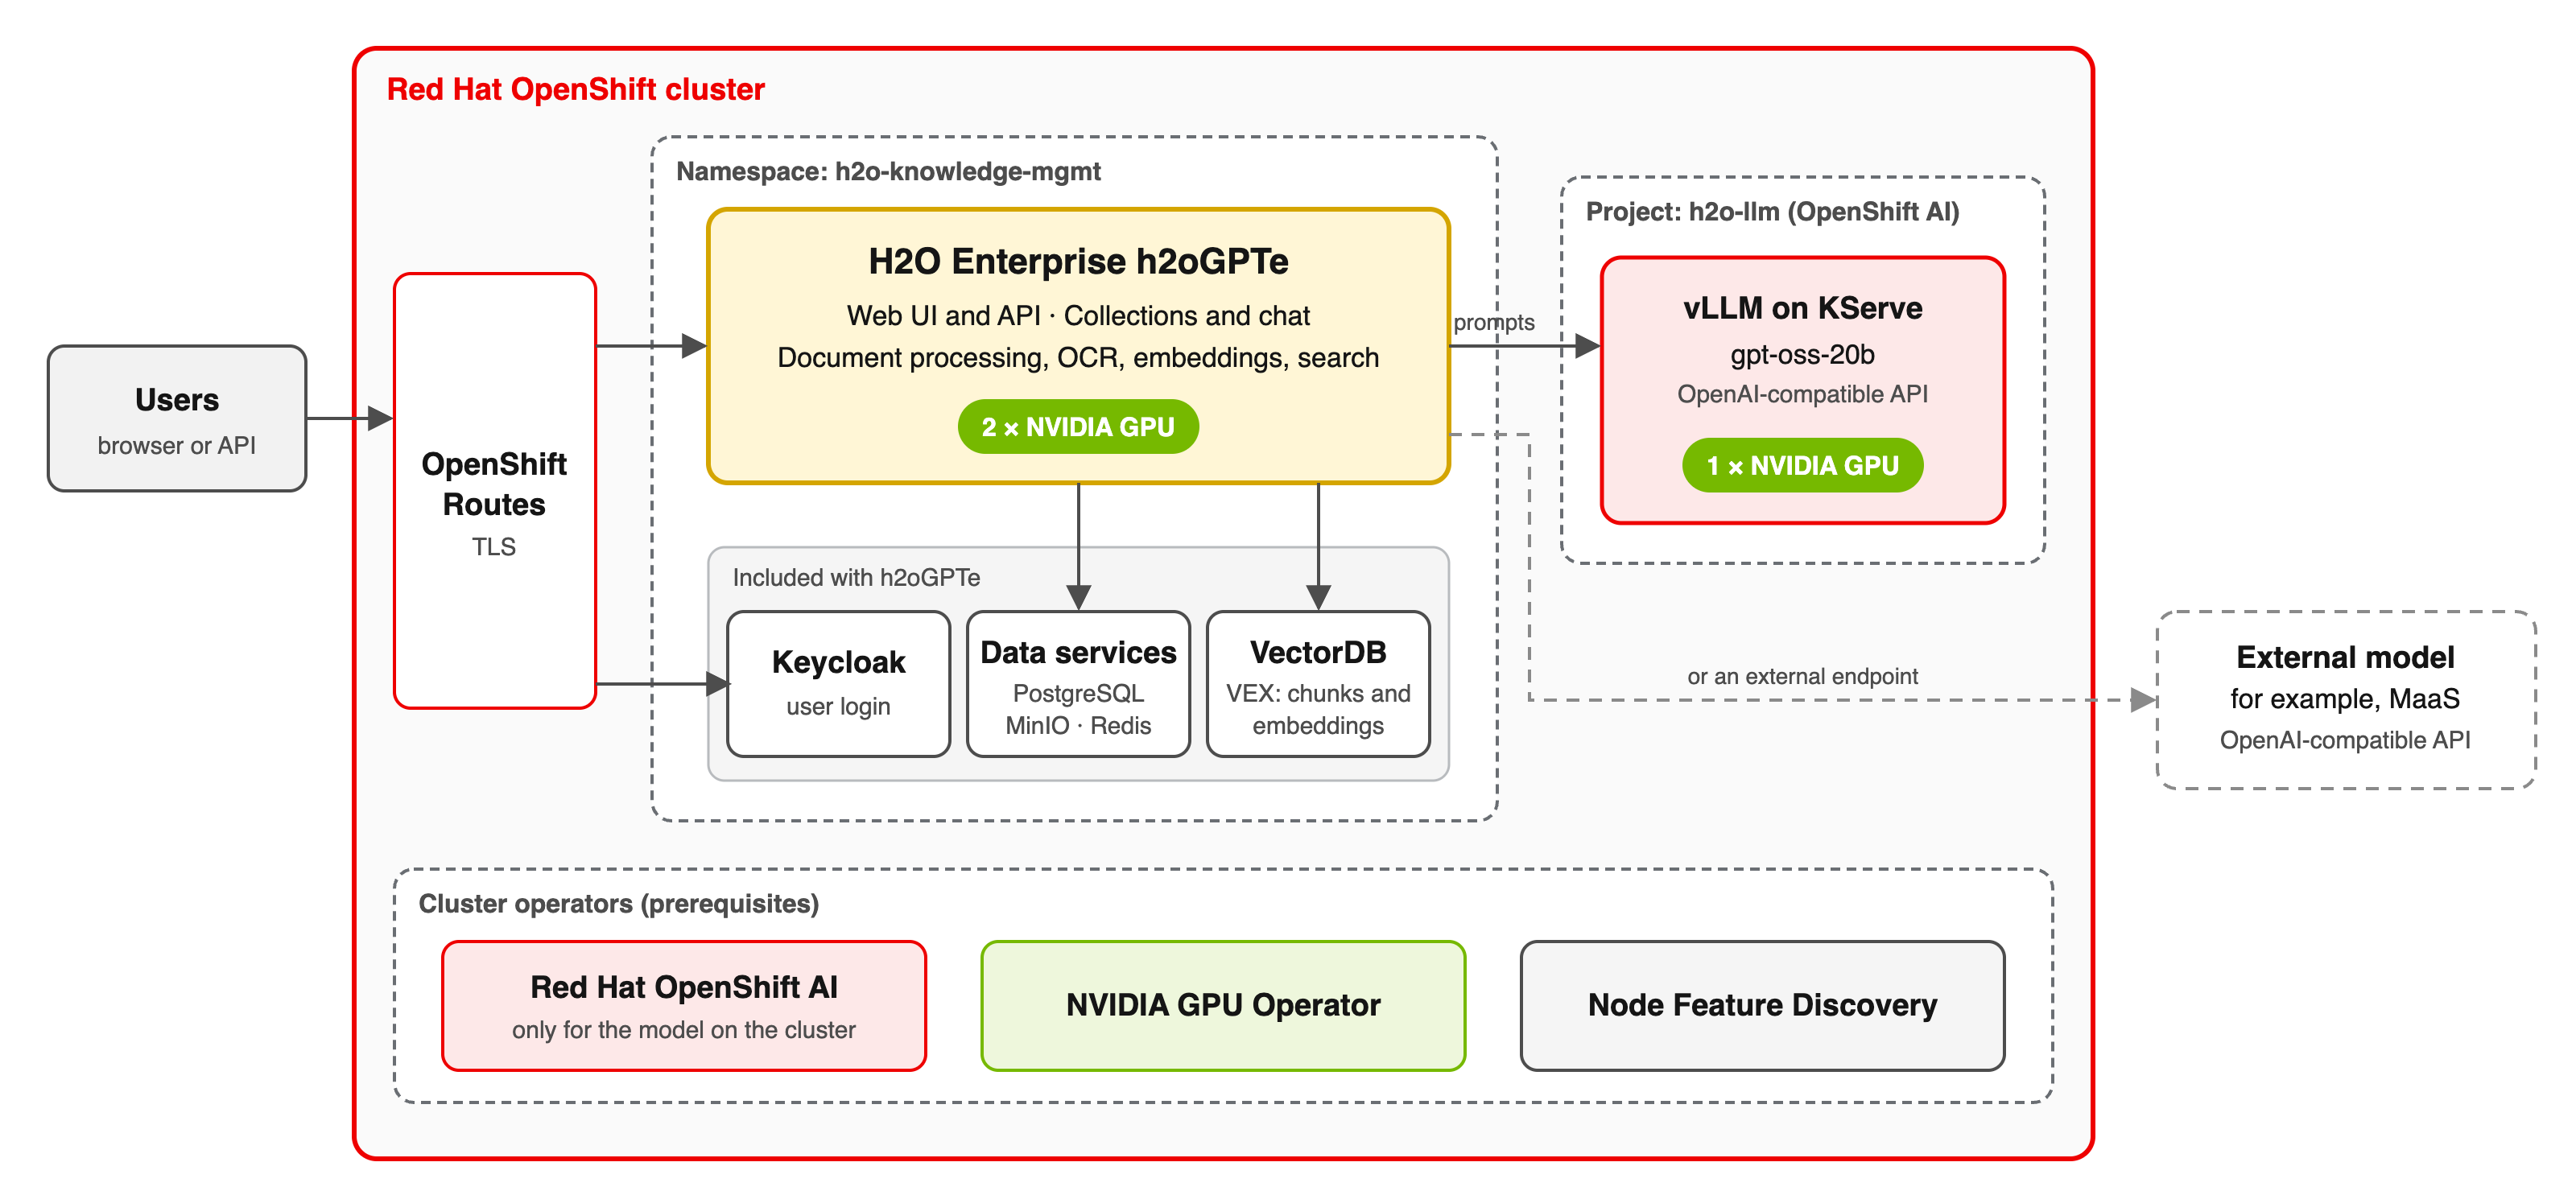 Red Hat OpenShift cluster
Namespace: h2o-knowledge-mgmt
Project: h2o-llm (OpenShift AI)
H2O Enterprise h2oGPTe
Web UI and API · Collections and chat
Document processing, OCR, embeddings, search
2 × NVIDIA GPU
prompts
vLLM on KServe
gpt-oss-20b
OpenAI-compatible API
1 × NVIDIA GPU
Users
browser or API
OpenShift
Routes
TLS
Included with h2oGPTe
Keycloak
user login
Data services
PostgreSQL
MinIO · Redis
VectorDB
VEX: chunks and
embeddings
or an external endpoint
External model
for example, MaaS
OpenAI-compatible API
Cluster operators (prerequisites)
Red Hat OpenShift AI
only for the model on the cluster
NVIDIA GPU Operator
Node Feature Discovery